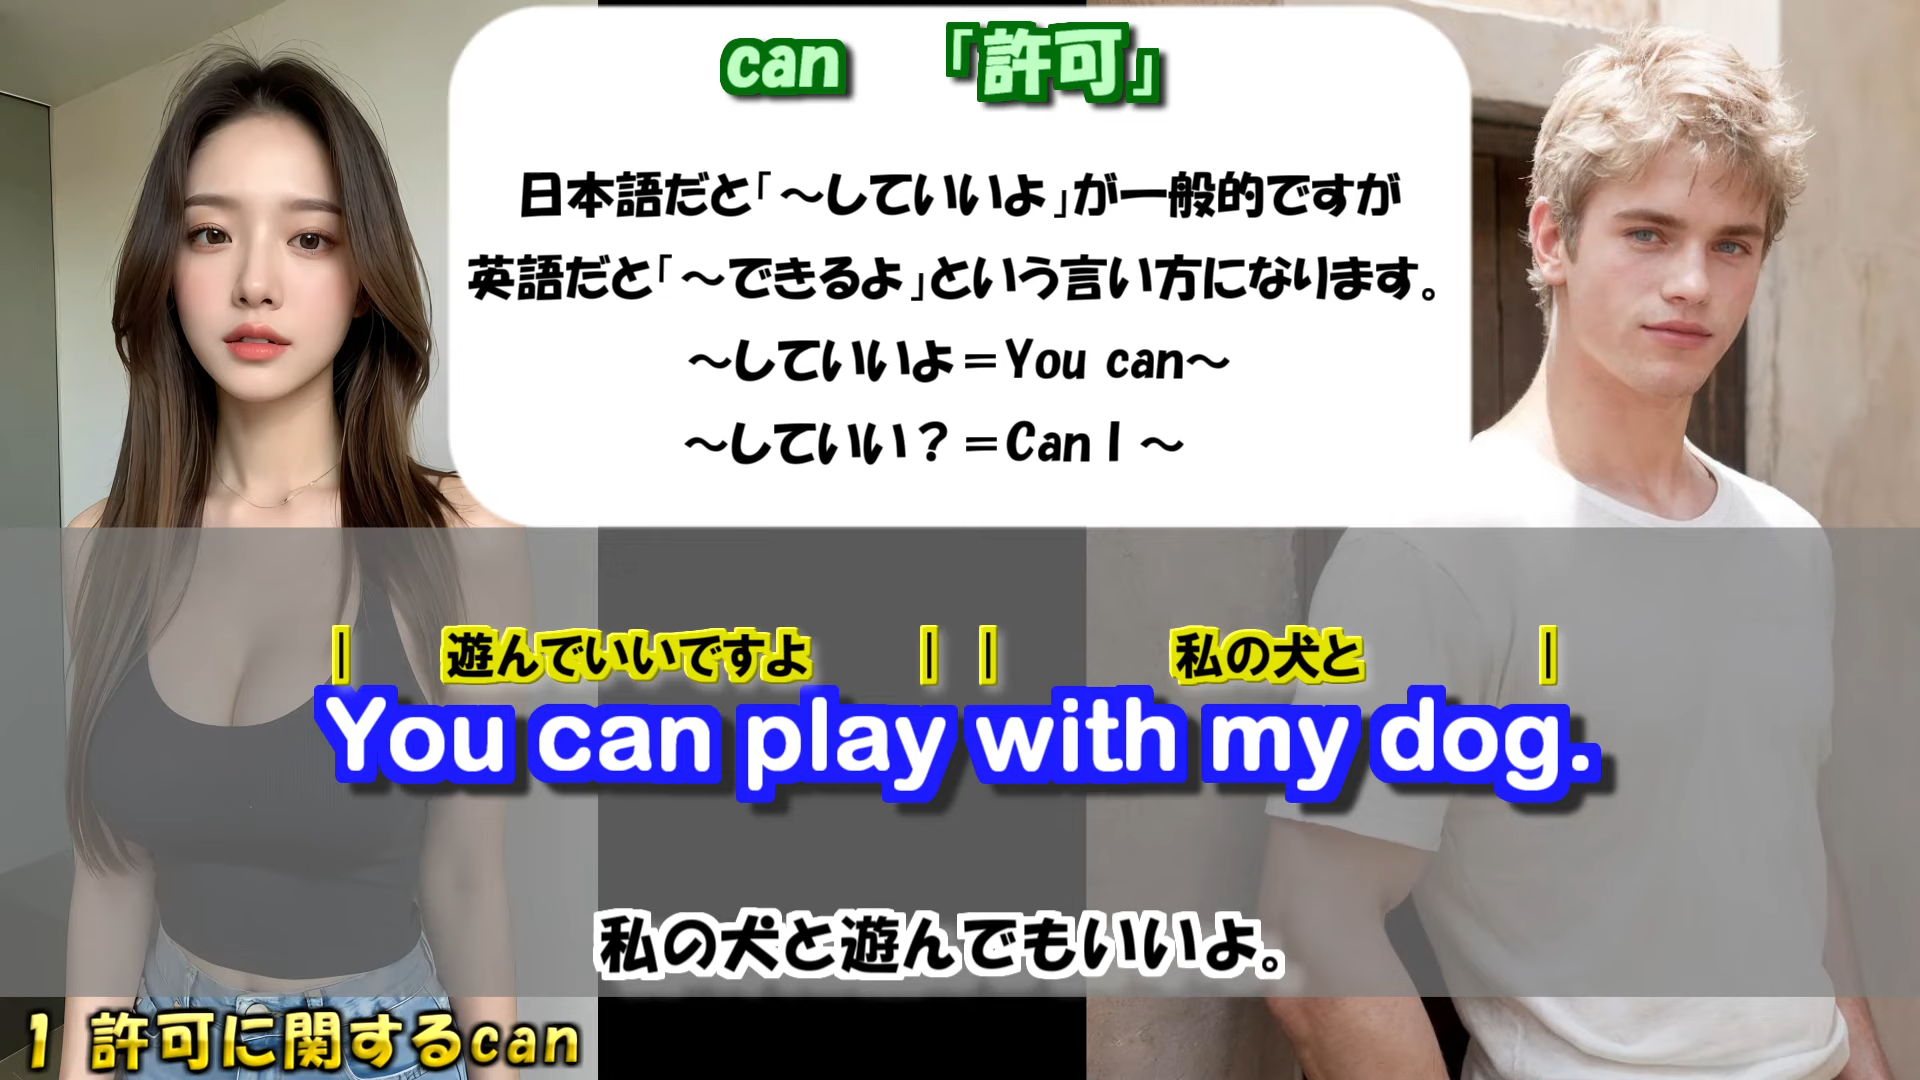 can 「許可」
日本語だと「～していいよ」が一般的ですが
英語だと「～できるよ」という言い方になります。
～していいよ＝You can～
～していい？＝Can I ～
| 遊んでいいですよ | | 私の犬と |
You can play with my dog.
私の犬と遊んでもいいよ。
1 許可に関するcan